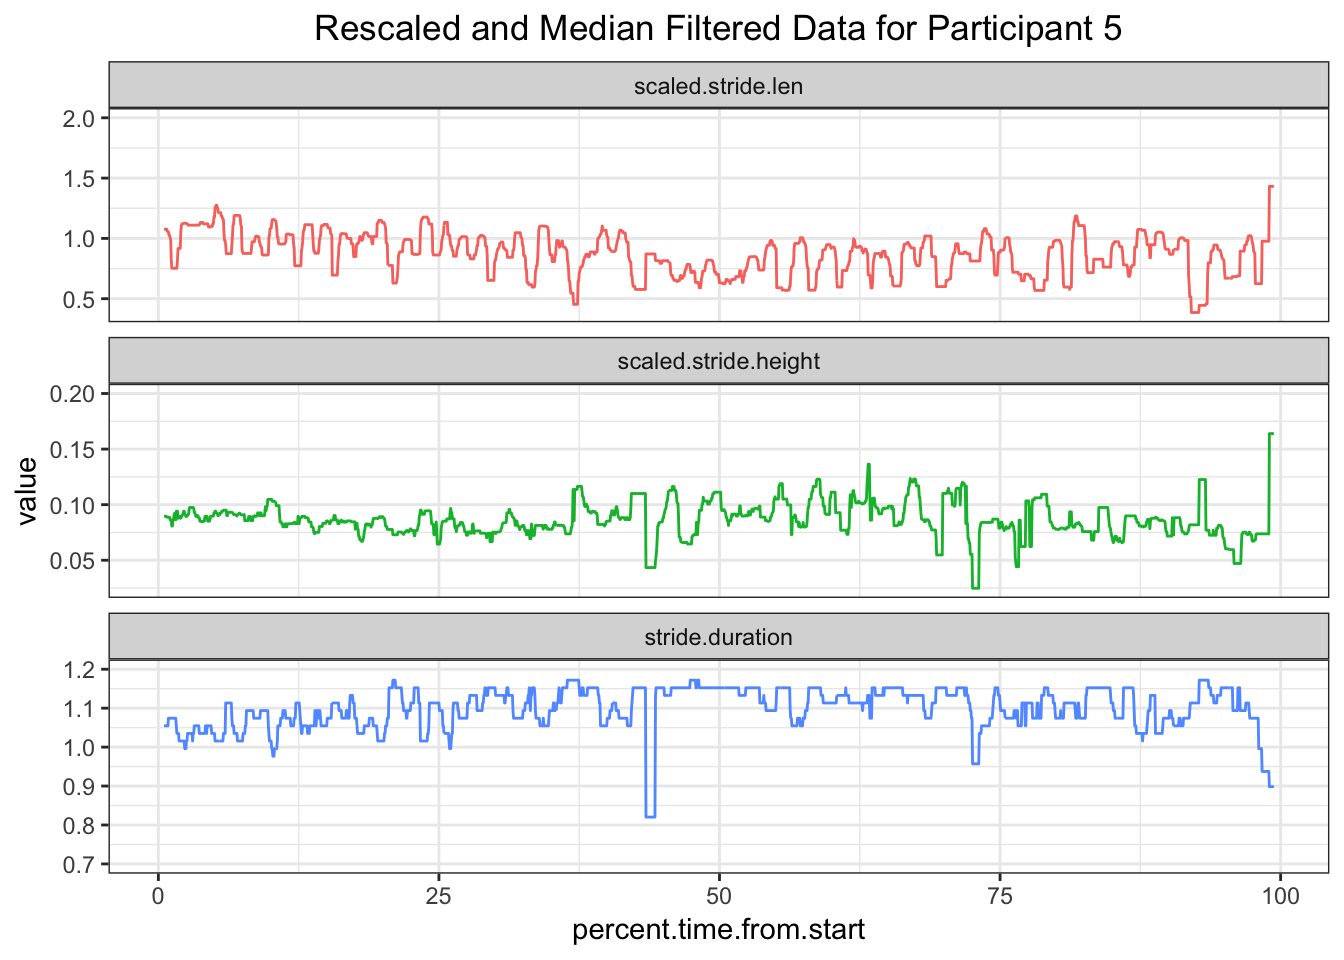 Rescaled and Median Filtered Data for Participant 5
scaled.stride.len
2.0
1.5
1.0
0.5
scaled.stride.height
0.20
0.15
0.10
0.05
value
stride.duration
1.2
1.1
1.0
0.9
0.8
0.7
0 25 50 75 100
percent.time.from.start